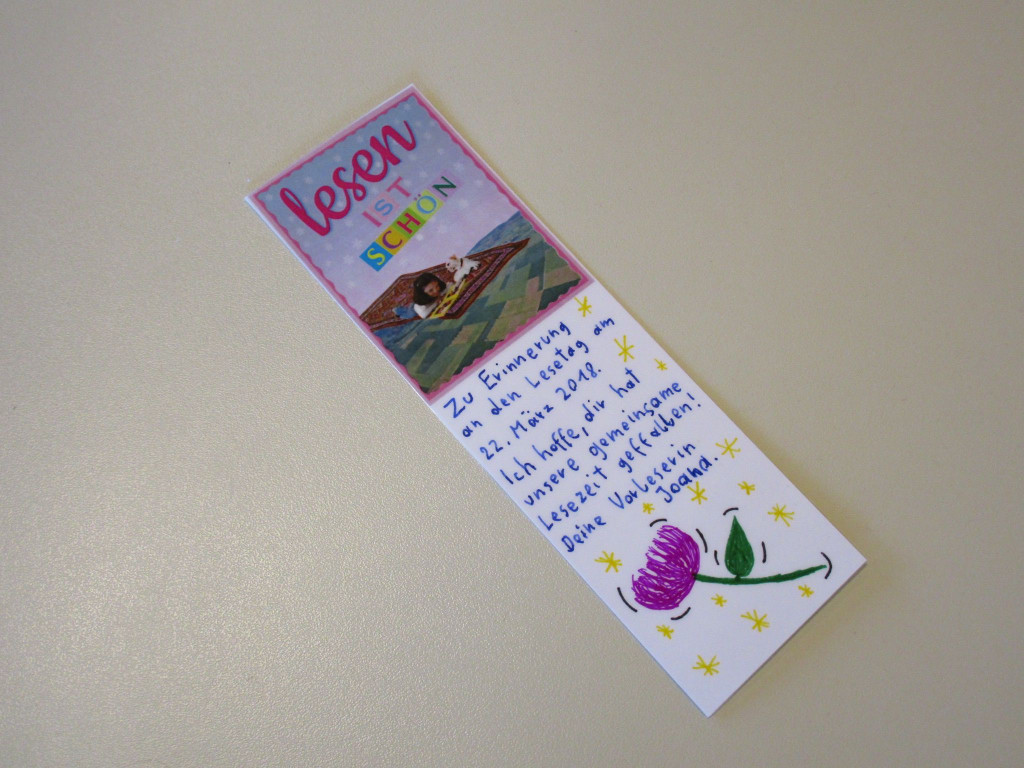 lesen
IST
SCHÖN
Zu Erinnerung
an den Lesetag am
22. März 2018.
Ich hoffe, dir hat
unsere gemeinsame
Lesezeit geffallen!
Deine Vorleserin
Joana.